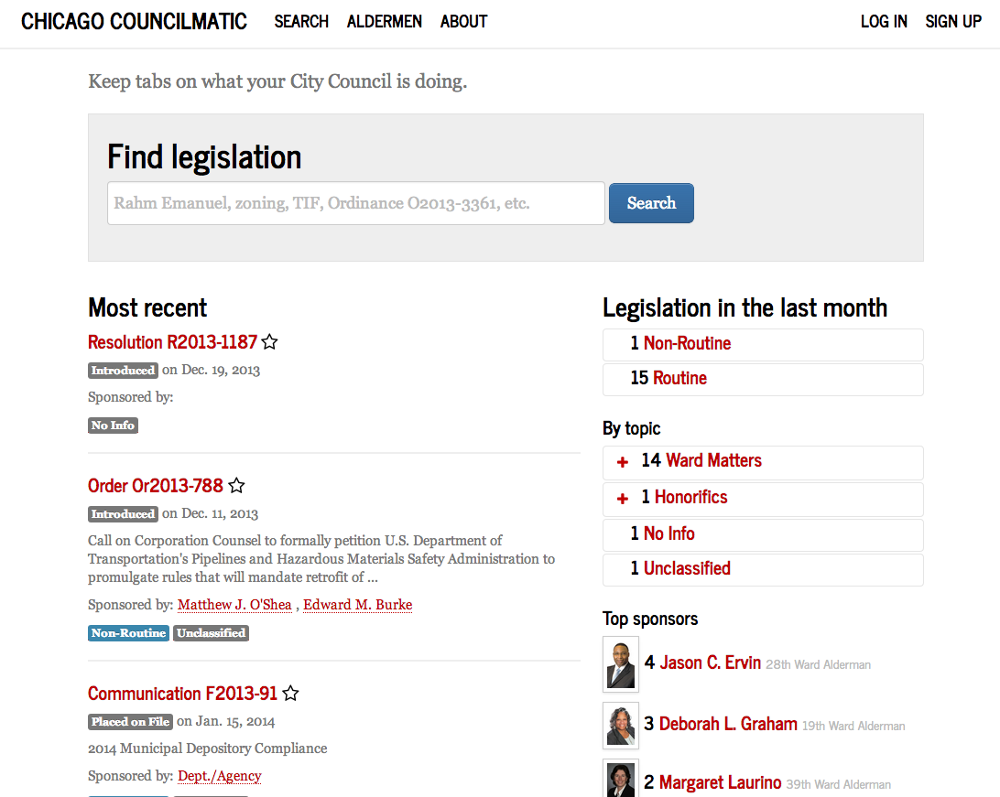 CHICAGO COUNCILMATIC SEARCH ALDERMEN ABOUT LOG IN SIGN UP
Keep tabs on what your City Council is doing.
Find legislation
Rahm Emanuel, zoning, TIF, Ordinance O2013-3361, etc. Search
Most recent
Resolution R2013-1187
Introduced on Dec. 19, 2013
Sponsored by:
No Info
Order Or2013-788
Introduced on Dec. 11, 2013
Call on Corporation Counsel to formally petition U.S. Department of
Transportation's Pipelines and Hazardous Materials Safety Administration to
promulgate rules that will mandate retrofit of ...
Sponsored by: Matthew J. O'Shea , Edward M. Burke
Non-Routine Unclassified
Communication F2013-91
Placed on File on Jan. 15, 2014
2014 Municipal Depository Compliance
Sponsored by: Dept./Agency
Legislation in the last month
1 Non-Routine
15 Routine
By topic
+ 14 Ward Matters
+ 1 Honorifics
1 No Info
1 Unclassified
Top sponsors
4 Jason C. Ervin 28th Ward Alderman
3 Deborah L. Graham 19th Ward Alderman
2 Margaret Laurino 39th Ward Alderman